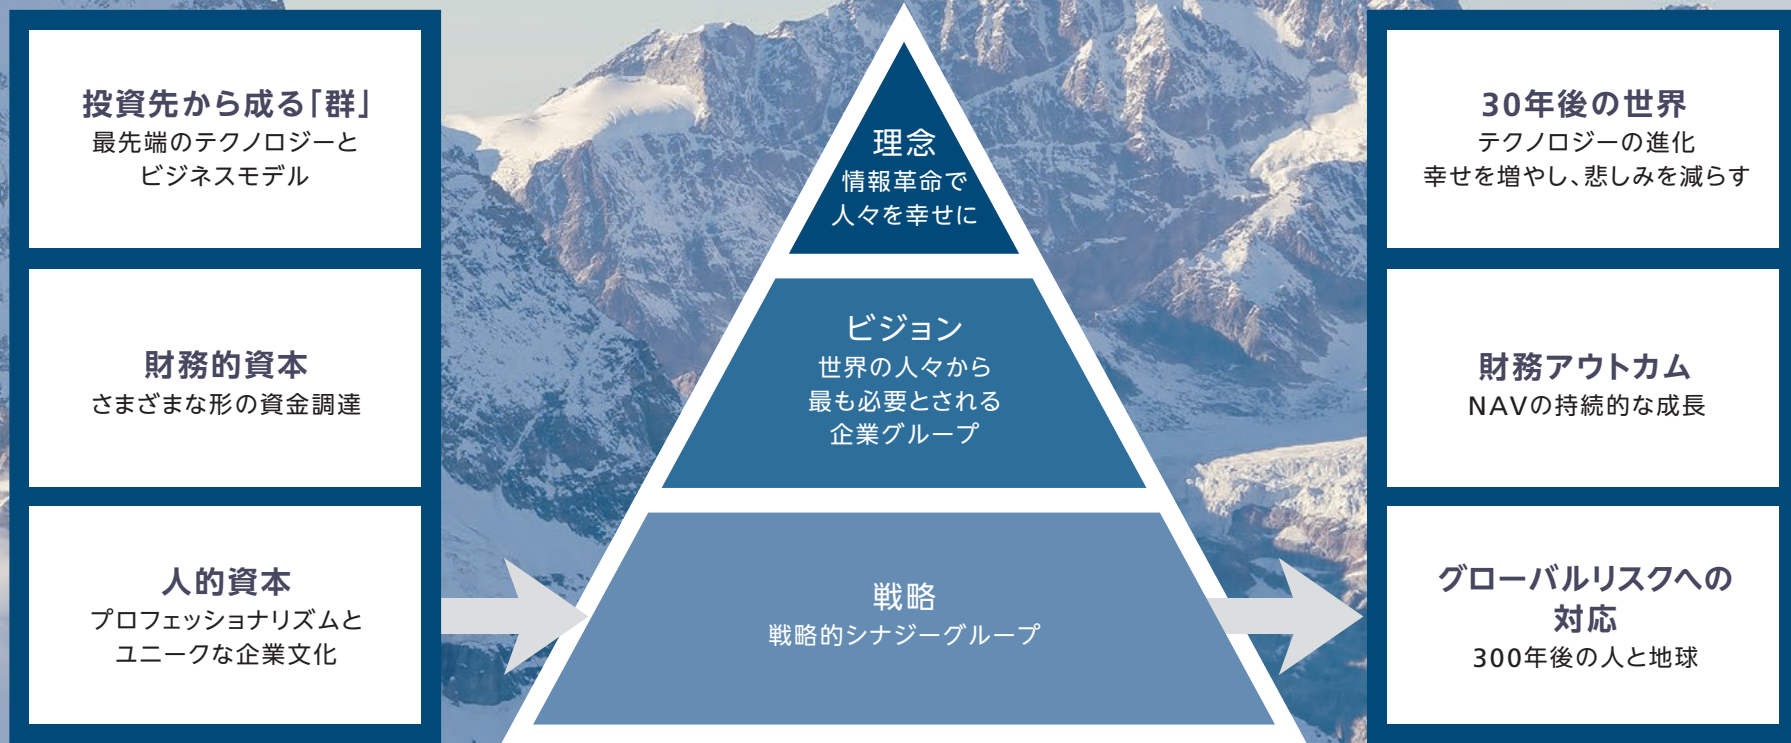 投資先から成る「群」
最先端のテクノロジーと
ビジネスモデル
財務的資本
さまざまな形の資金調達
人的資本
プロフェッショナリズムと
ユニークな企業文化
理念
情報革命で
人々を幸せに
ビジョン
世界の人々から
最も必要とされる
企業グループ
戦略
戦略的シナジーグループ
30年後の世界
テクノロジーの進化
幸せを増やし、悲しみを減らす
財務アウトカム
NAVの持続的な成長
グローバルリスクへの
対応
300年後の人と地球